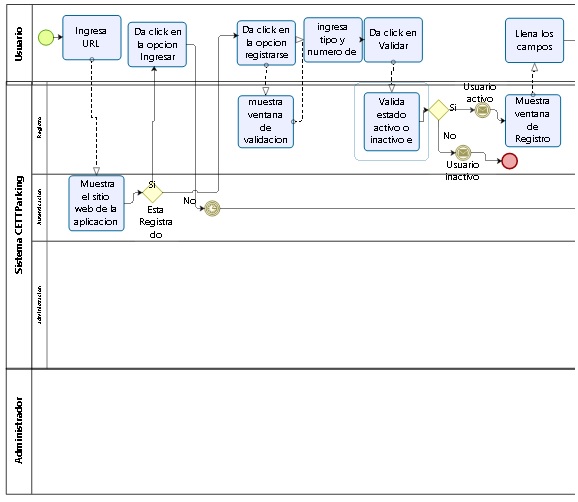 Usuario
Ingresa
URL
Da click en
la opcion
Ingresar
Da click en
la opcion
registrarse
ingresa
tipo y
numero de
Da click en
Validar
Llena los
campos
Sistema CETTParking
Registro
muestra
ventana
de
validacion
Valida
estado
activo o
inactivo e
Si
Usuario
activo
No
Usuario
inactivo
Muestra
ventana
de
Registro
Autenticacion
Muestra
el sitio
web de la
aplicacion
Si
Esta
Registra
do
No
administracion
Administrador